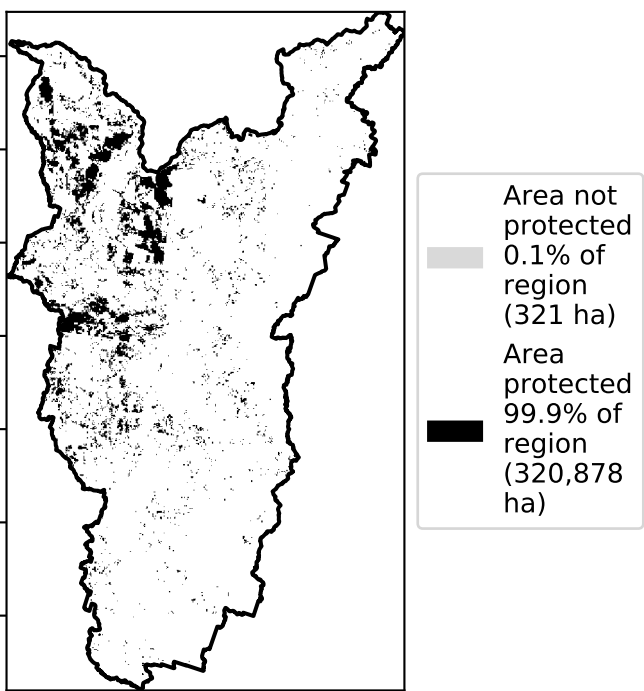 Area not
protected
0.1% of
region
(321 ha)
Area
protected
99.9% of
region
(320,878
ha)